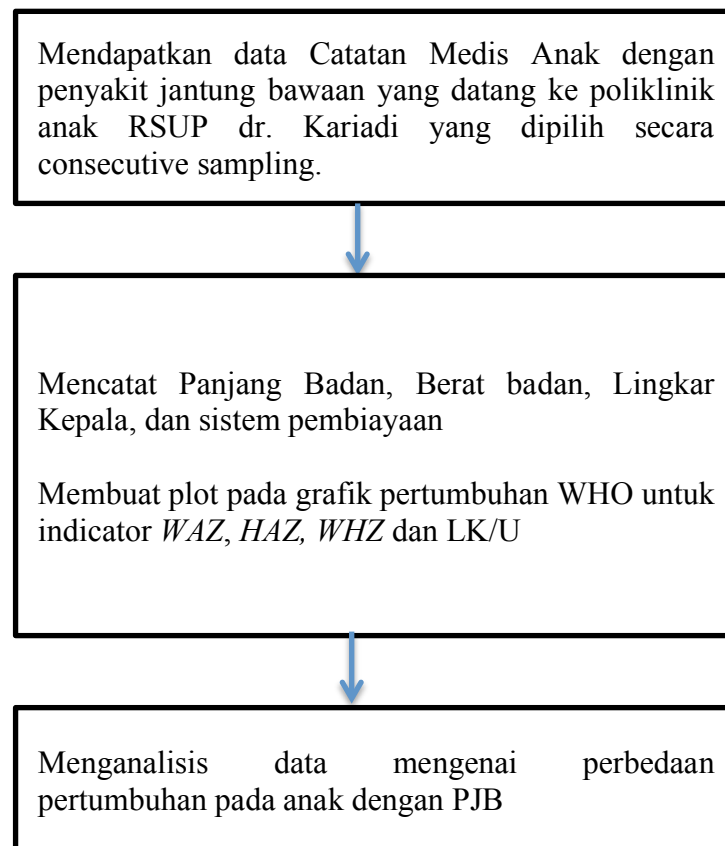 Mendapatkan data Catatan Medis Anak dengan
penyakit jantung bawaan yang datang ke poliklinik
anak RSUP dr. Kariadi yang dipilih secara
consecutive sampling.
Mencatat Panjang Badan, Berat badan, Lingkar
Kepala, dan sistem pembiayaan
Membuat plot pada grafik pertumbuhan WHO untuk
indicator WAZ, HAZ, WHZ dan LK/U
Menganalisis data mengenai perbedaan
pertumbuhan pada anak dengan PJB